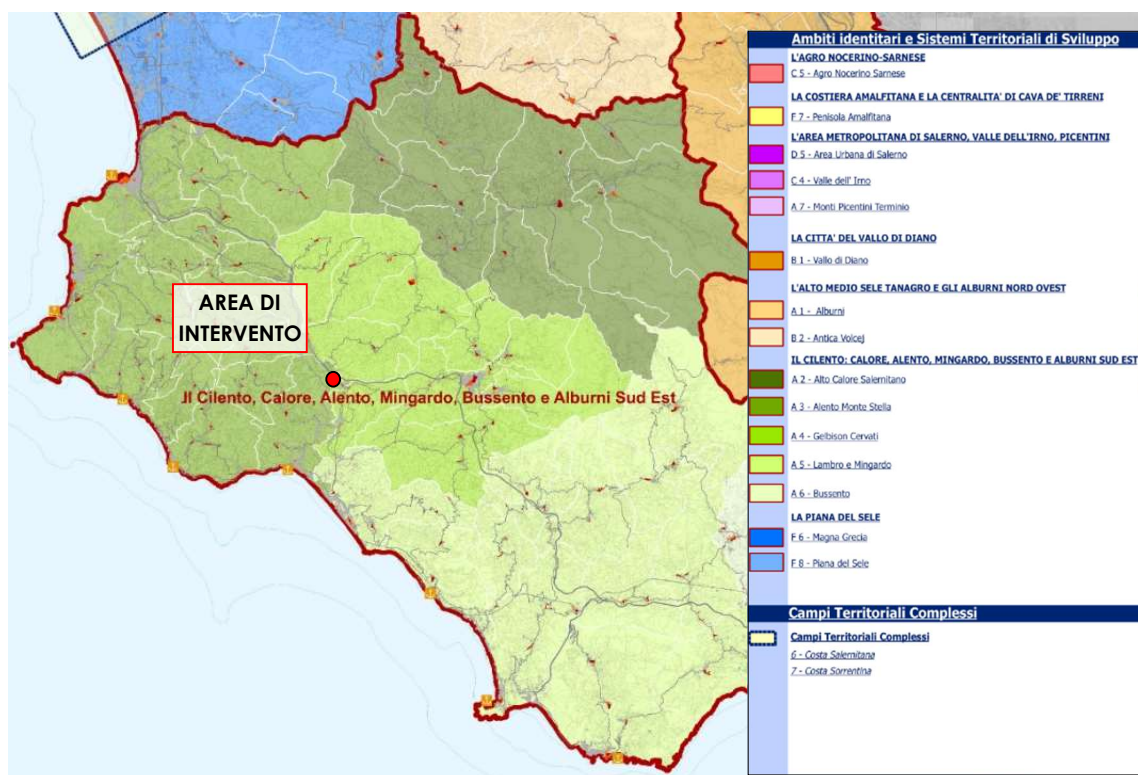 AREA DI
INTERVENTO
Il Cilento, Calore, Alento, Mingardo, Bussento e Alburni Sud Est
Ambiti identitari e Sistemi Territoriali di Sviluppo
L'AGRO NOCERINO-SARNESE
C 5 - Agro Nocerino Sarnese
LA COSTIERA AMALFITANA E LA CENTRALITA' DI CAVA DE' TIRRENI
F 7 - Penisola Amalfitana
L'AREA METROPOLITANA DI SALERNO, VALLE DELL'IRNO, PICENTINI
D 5 - Area Urbana di Salerno
C 4 - Valle dell' Irno
A 7 - Monti Picentini Terminio
LA CITTA' DEL VALLO DI DIANO
B 1 - Vallo di Diano
L'ALTO MEDIO SELE TANAGRO E GLI ALBURNI NORD OVEST
A 1 - Alburni
B 2 - Antica Volcej
IL CILENTO: CALORE, ALENTO, MINGARDO, BUSSENTO E ALBURNI SUD EST
A 2 - Alto Calore Salernitano
A 3 - Alento Monte Stella
A 4 - Gelbison Cervati
A 5 - Lambro e Mingardo
A 6 - Bussento
LA PIANA DEL SELE
F 6 - Magna Grecia
F 8 - Piana del Sele
Campi Territoriali Complessi
Campi Territoriali Complessi
6 - Costa Salernitana
7 - Costa Sorrentina